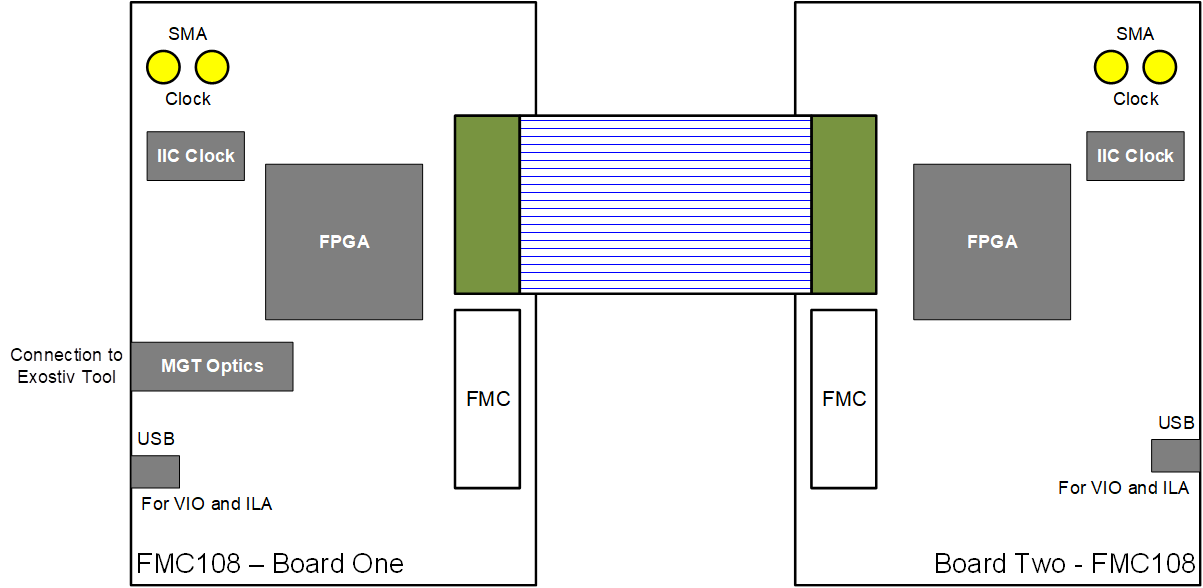 SMA
Clock
IIC Clock
FPGA
MGT Optics
Connection to
Exostiv Tool
USB
For VIO and ILA
FMC
FMC108 – Board One
SMA
Clock
IIC Clock
FPGA
FMC
USB
For VIO and ILA
Board Two - FMC108